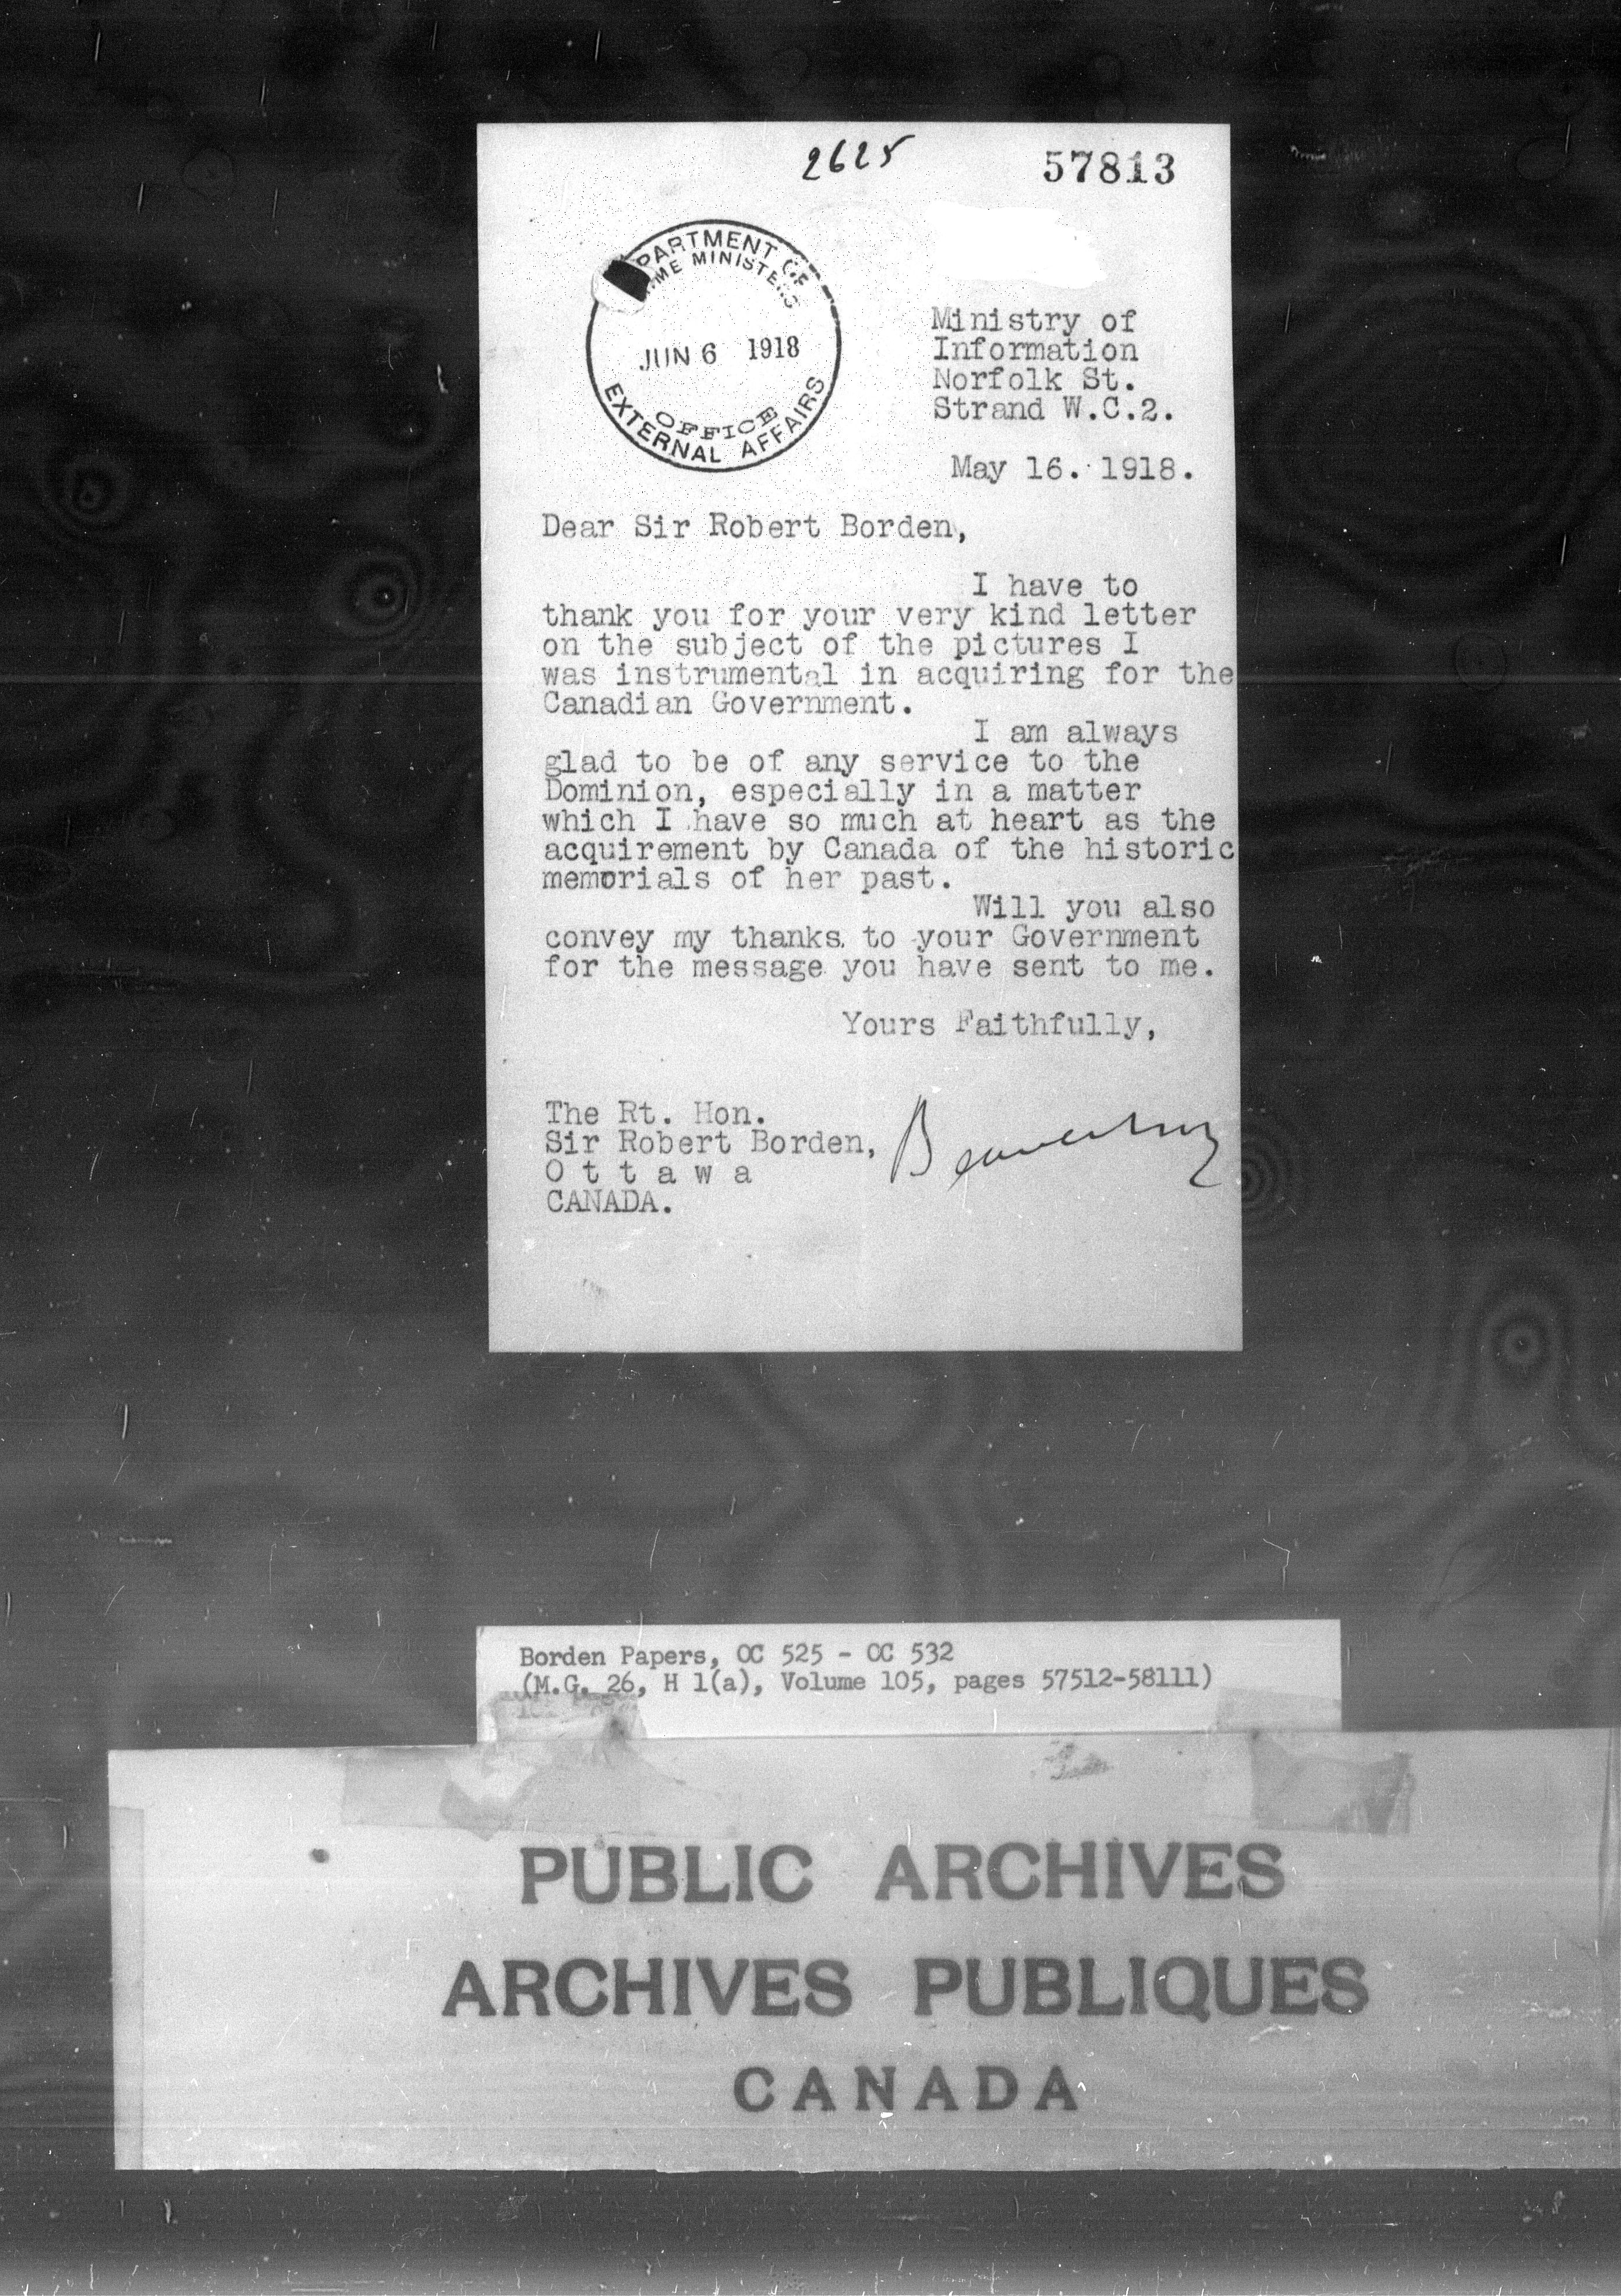 2625
57813
PARTMENT OF
ME MINISTERS
JUN 6 1918
OFFICE
EXTERNAL AFFAIRS
Ministry of
Information
Norfolk St.
Strand W.C.2.
May 16. 1918.
Dear Sir Robert Borden,
I have to
thank you for your very kind letter
on the subject of the pictures I
was instrumental in acquiring for the
Canadian Government.
I am always
glad to be of any service to the
Dominion, especially in a matter
which I have so much at heart as the
acquirement by Canada of the historic
memorials of her past.
Will you also
convey my thanks to your Government
for the message you have sent to me.
Yours Faithfully,
Beaverbrook
The Rt. Hon.
Sir Robert Borden,
O t t a w a
CANADA.
Borden Papers, OC 525 - OC 532
(M.G. 26, H 1(a), Volume 105, pages 57512-58111)
PUBLIC ARCHIVES
ARCHIVES PUBLIQUES
CANADA